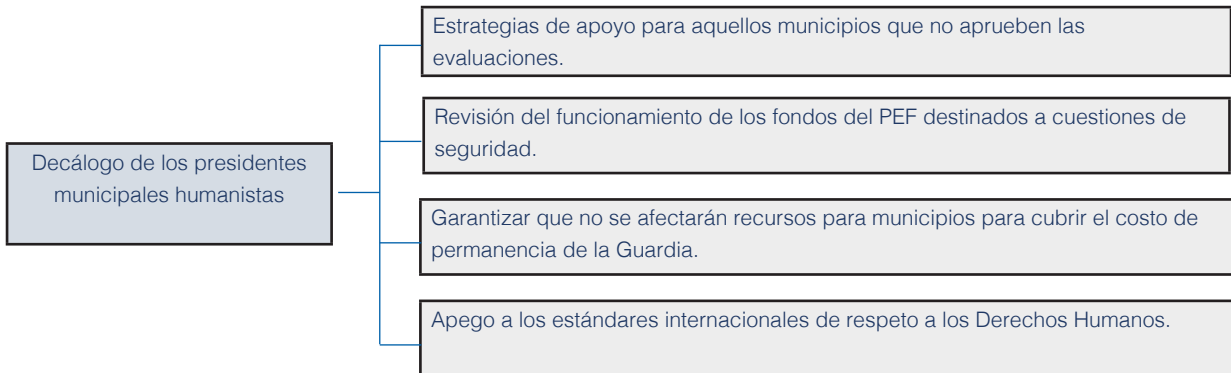 Estrategias de apoyo para aquellos municipios que no aprueben las
evaluaciones.
Revisión del funcionamiento de los fondos del PEF destinados a cuestiones de
seguridad.
Decálogo de los presidentes
municipales humanistas
Garantizar que no se afectarán recursos para municipios para cubrir el costo de
permanencia de la Guardia.
Apego a los estándares internacionales de respeto a los Derechos Humanos.